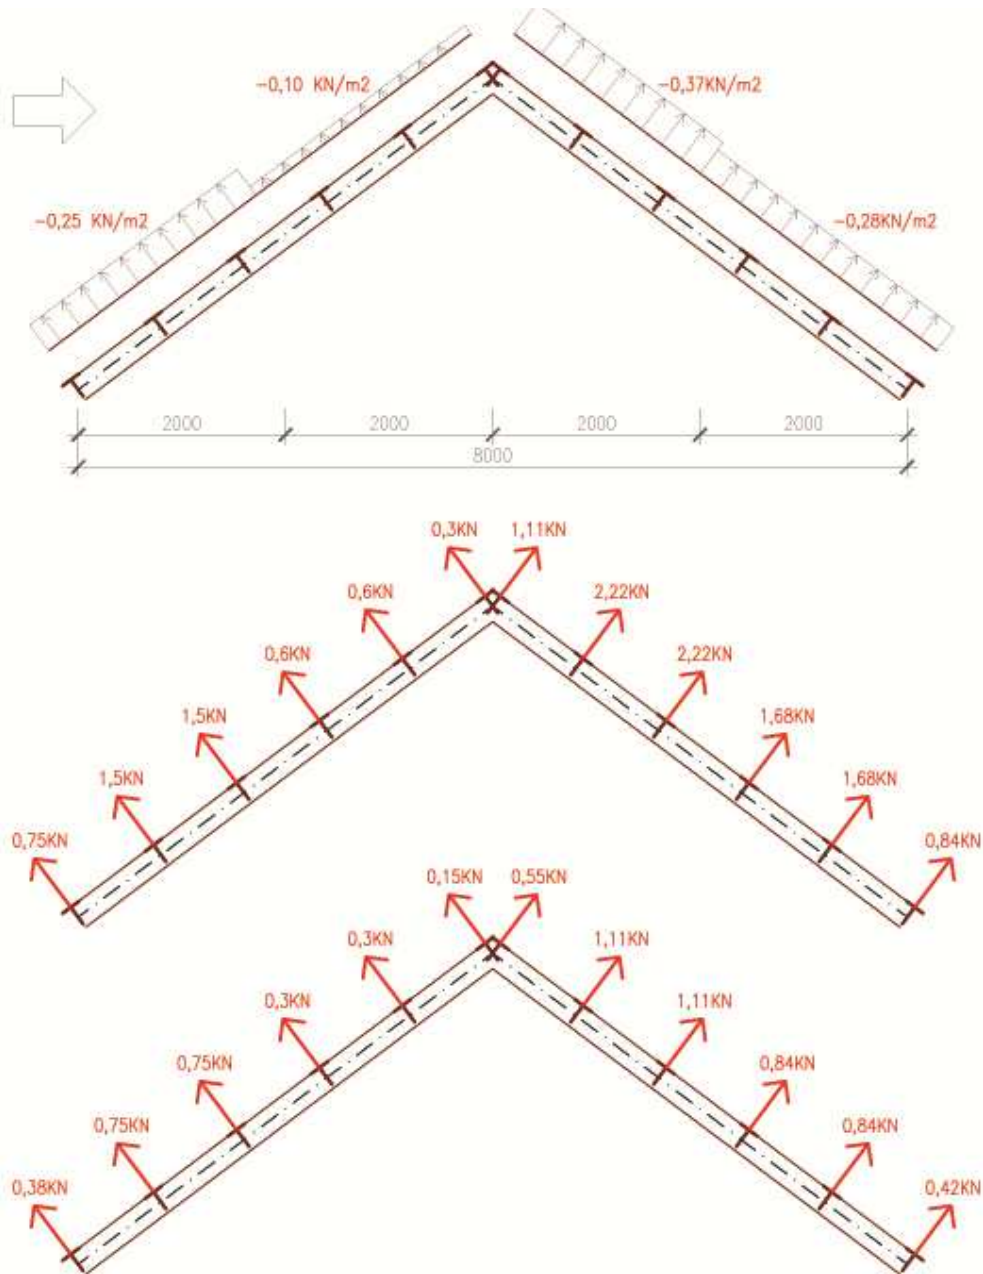 -0,10 KN/m2
-0,37KN/m2
-0,25 KN/m2
-0,28KN/m2
2000 2000 2000 2000
8000
0,3KN 1,11KN
0,6KN 2,22KN
0,6KN 2,22KN
1,5KN 1,68KN
1,5KN 1,68KN
0,75KN 0,84KN
0,15KN 0,55KN
0,3KN 1,11KN
0,3KN 1,11KN
0,75KN 0,84KN
0,75KN 0,84KN
0,38KN 0,42KN